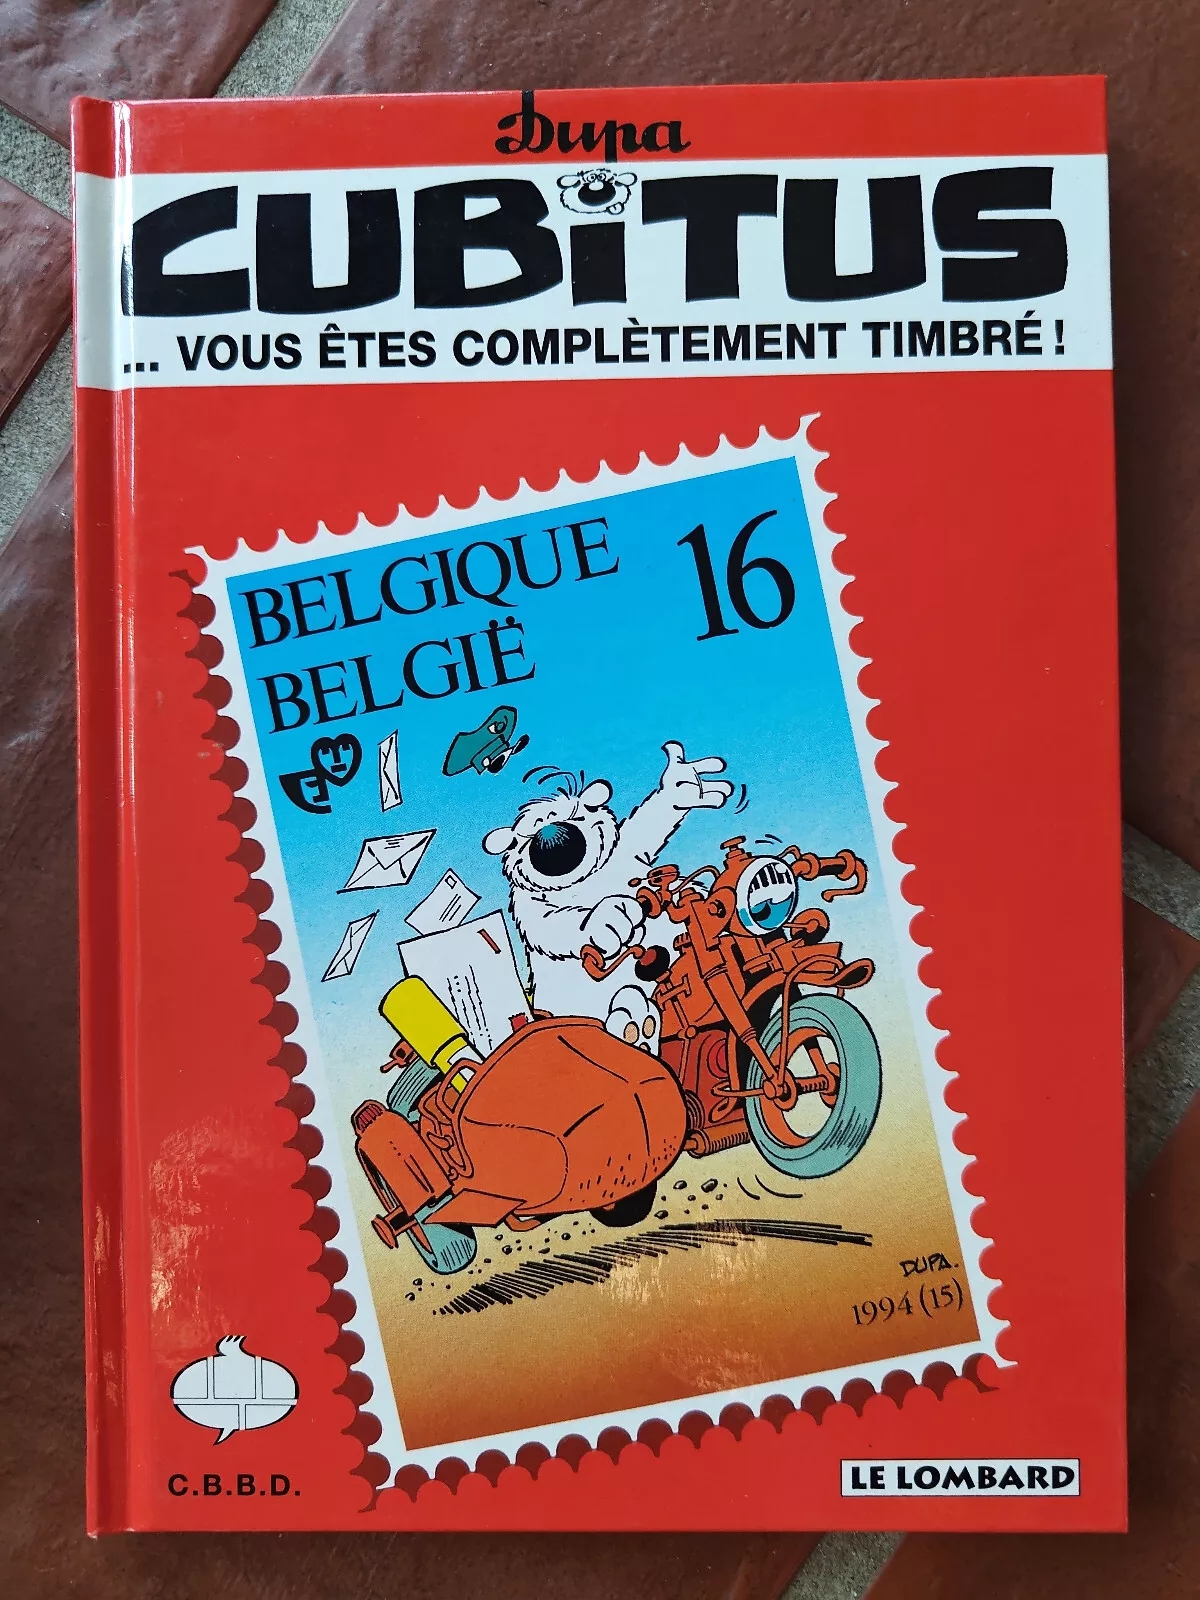 Dupa
CUBiTUS
... VOUS ÊTES COMPLÈTEMENT TIMBRÉ !
BELGIQUE 16
BELGIË
DUPA.
1994 (15)
C.B.B.D.
LE LOMBARD